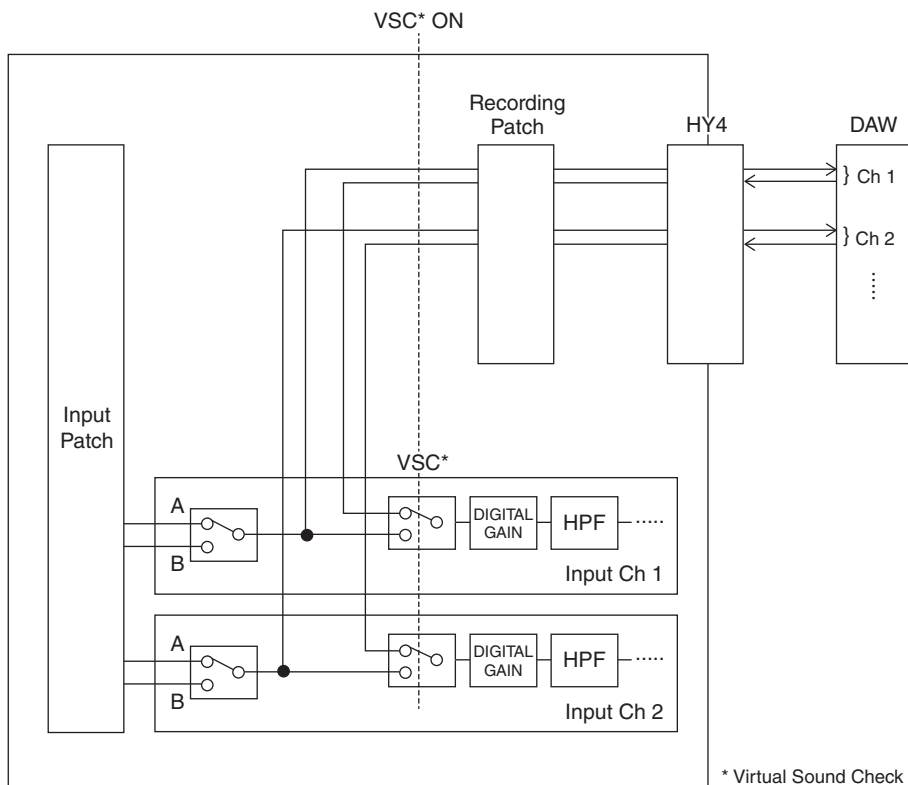 VSC* ON
Recording
Patch
HY4
DAW
} Ch 1
} Ch 2
Input
Patch
VSC*
A
B
DIGITAL
GAIN
HPF
Input Ch 1
A
B
DIGITAL
GAIN
HPF
Input Ch 2
* Virtual Sound Check